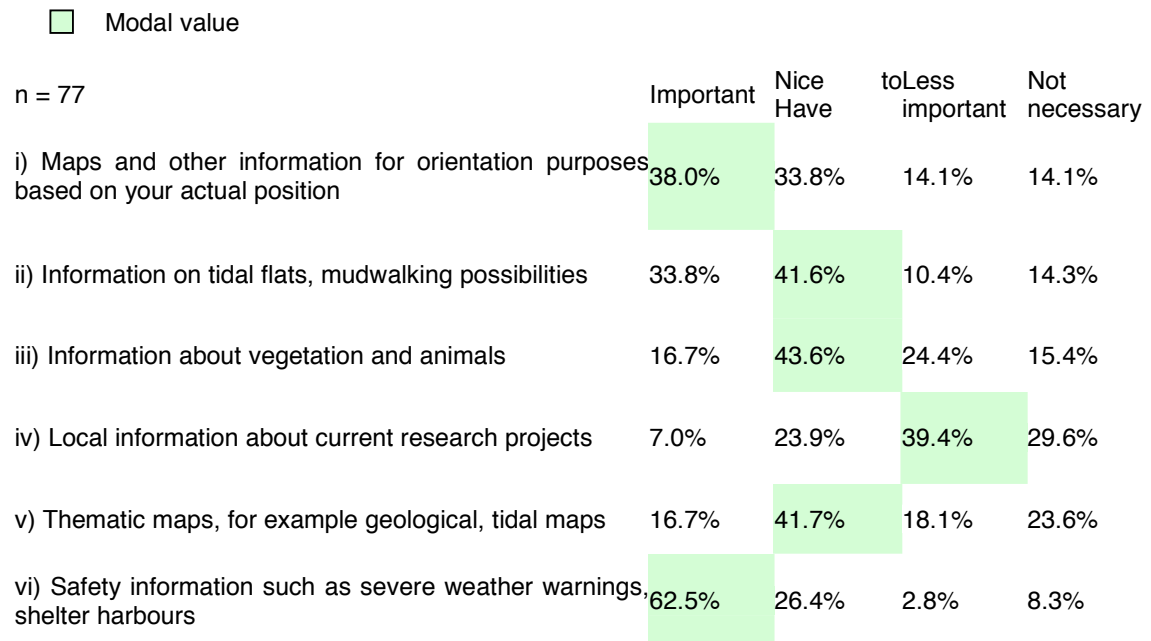 Modal value
n = 77
Important
Nice to
Have
Less
important
Not
necessary
i) Maps and other information for orientation purposes
based on your actual position
38.0% 33.8% 14.1% 14.1%
ii) Information on tidal flats, mudwalking possibilities 33.8% 41.6% 10.4% 14.3%
iii) Information about vegetation and animals 16.7% 43.6% 24.4% 15.4%
iv) Local information about current research projects 7.0% 23.9% 39.4% 29.6%
v) Thematic maps, for example geological, tidal maps 16.7% 41.7% 18.1% 23.6%
vi) Safety information such as severe weather warnings,
shelter harbours
62.5% 26.4% 2.8% 8.3%